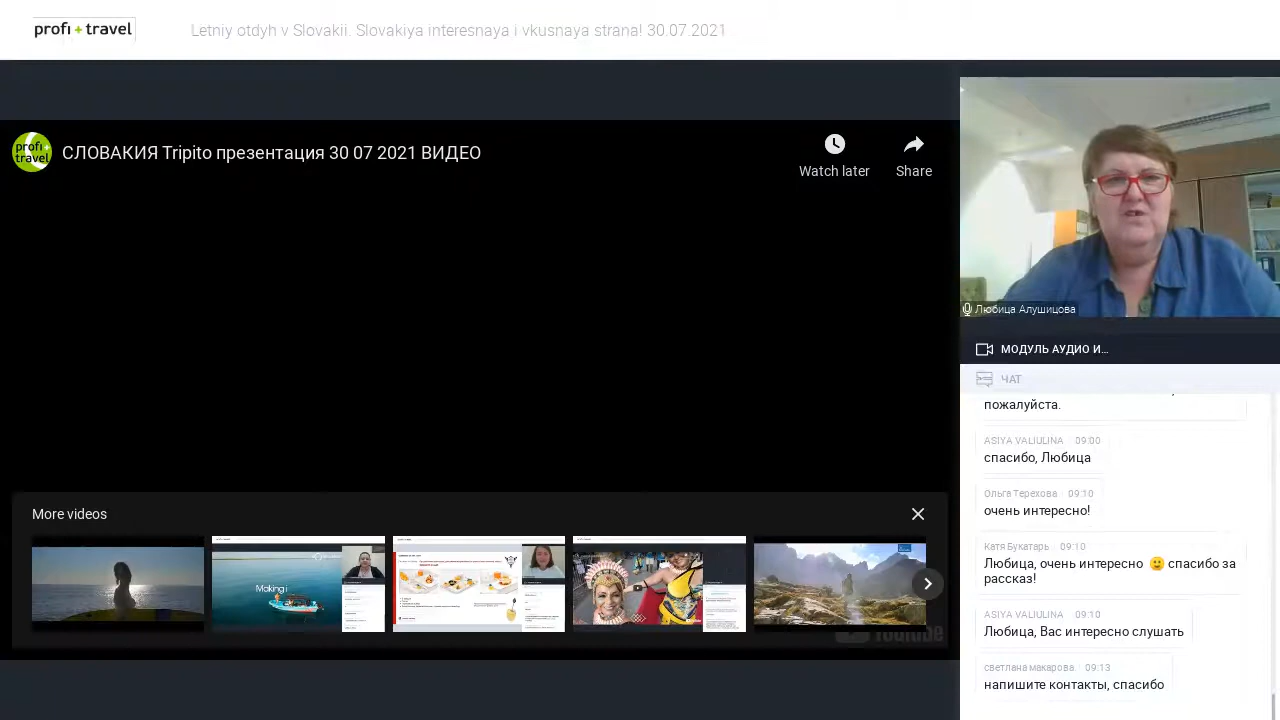 profi + travel
Letniy otdyh v Slovakii. Slovakiya interesnaya i vkusnaya strana! 30.07.2021
profi+
travel
СЛОВАКИЯ Tripito презентация 30 07 2021 ВИДЕО
Watch later
Share
Любица Алушицова
МОДУЛЬ АУДИО И...
ЧАТ
пожалуйста.
ASIYA VALIULINA 09:00
спасибо, Любица
Ольга Терехова 09:10
очень интересно!
Катя Букатарь 09:10
Любица, очень интересно 🙂 спасибо за
рассказ!
ASIYA VALIULINA 09:10
Любица, Вас интересно слушать
светлана макарова 09:13
напишите контакты, спасибо
More videos
Making i
YouTube